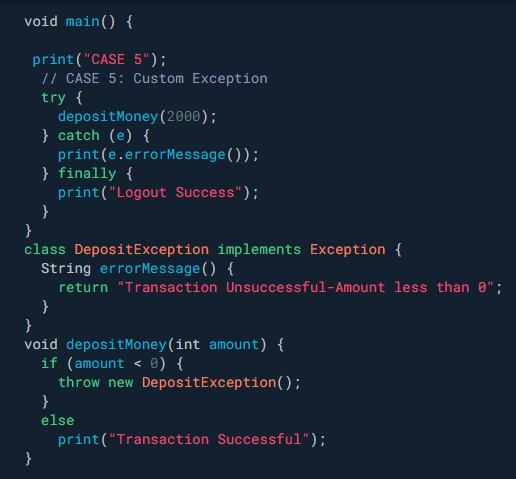 void main() {
print("CASE 5");
// CASE 5: Custom Exception
try {
depositMoney(2000);
} catch (e) {
print(e.errorMessage());
} finally {
print("Logout Success");
}
}
class DepositException implements Exception {
String errorMessage() {
return "Transaction Unsuccessful-Amount less than 0";
}
}
void depositMoney(int amount) {
if (amount < 0) {
throw new DepositException();
}
else
print("Transaction Successful");
}